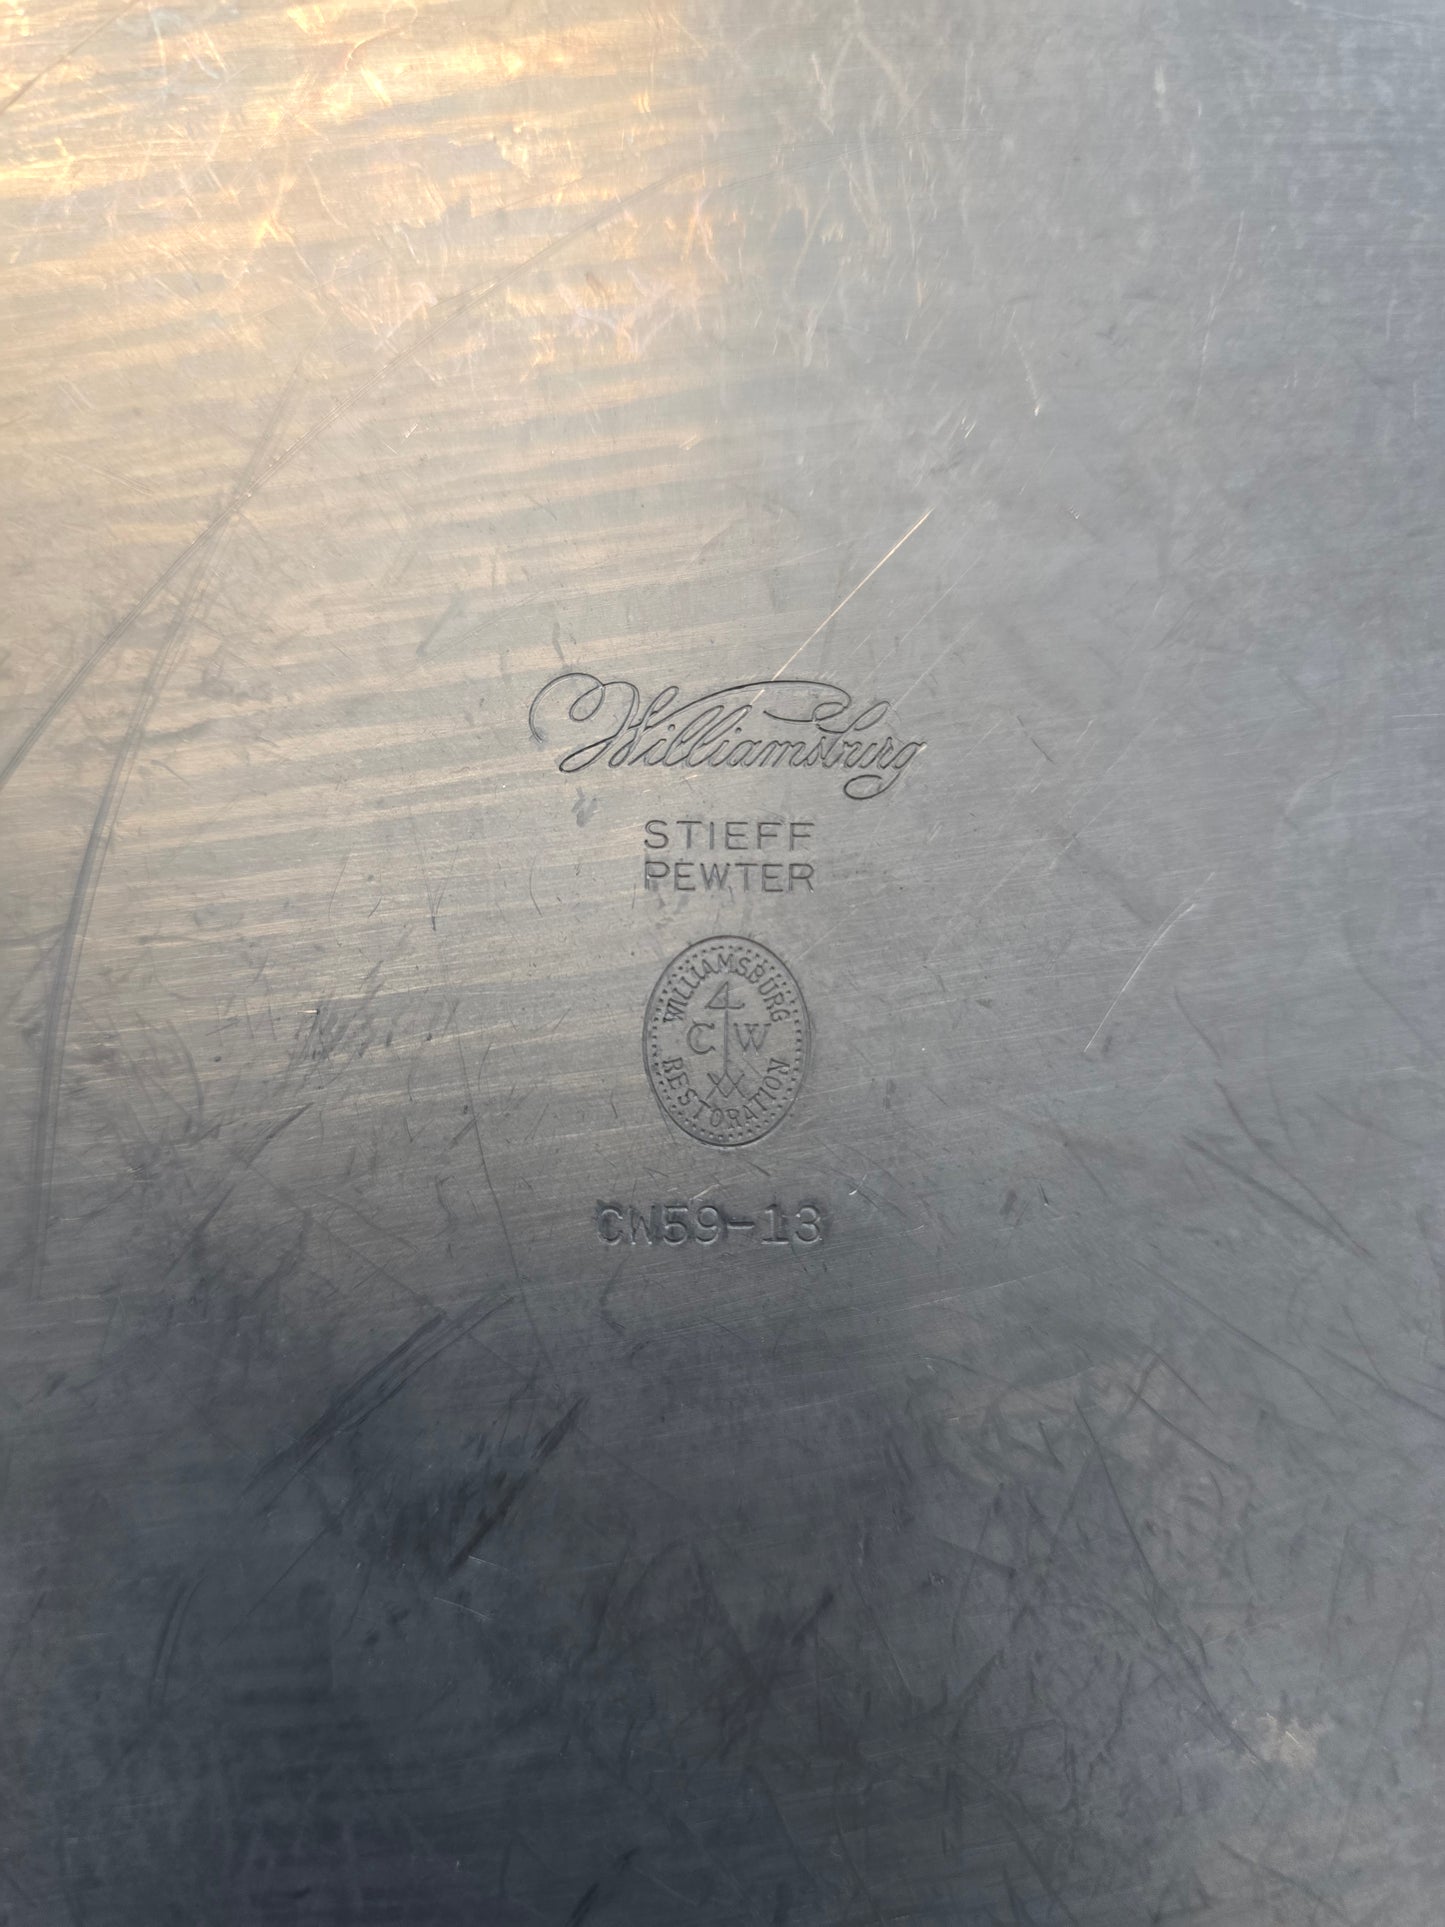 Williamsburg
STIEFF
PEWTER
WILLIAMSBURG
C W
RESTORATION
CW59-13